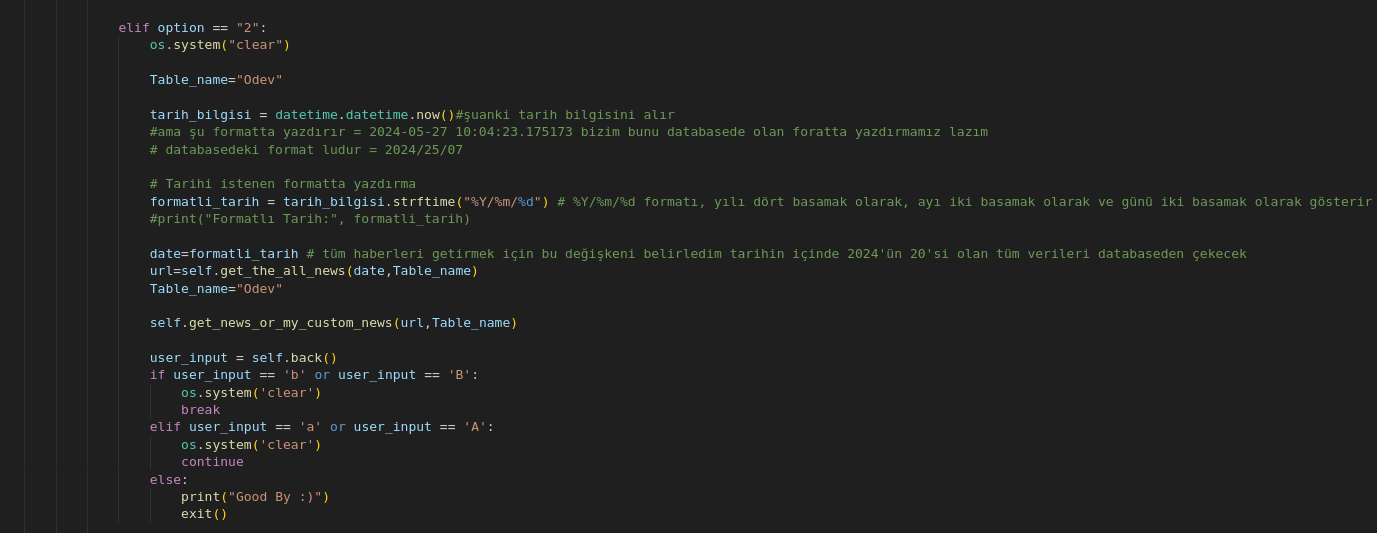 elif option == "2":
os.system("clear")
Table_name="Odev"
tarih_bilgisi = datetime.datetime.now()#şuanki tarih bilgisini alır
#ama şu formatta yazdırır = 2024-05-27 10:04:23.175173 bizim bunu databasede olan foratta yazdırmamız lazım
# databasedeki format ludur = 2024/25/07
# Tarihi istenen formatta yazdırma
formatli_tarih = tarih_bilgisi.strftime("%Y/%m/%d") # %Y/%m/%d formatı, yılı dört basamak olarak, ayı iki basamak olarak ve günü iki basamak olarak gösterir
#print("Formatlı Tarih:", formatli_tarih)
date=formatli_tarih # tüm haberleri getirmek için bu değişkeni belirledim tarihin içinde 2024'ün 20'si olan tüm verileri databaseden çekecek
url=self.get_the_all_news(date,Table_name)
Table_name="Odev"
self.get_news_or_my_custom_news(url,Table_name)
user_input = self.back()
if user_input == 'b' or user_input == 'B':
os.system('clear')
break
elif user_input == 'a' or user_input == 'A':
os.system('clear')
continue
else:
print("Good By :)")
exit()